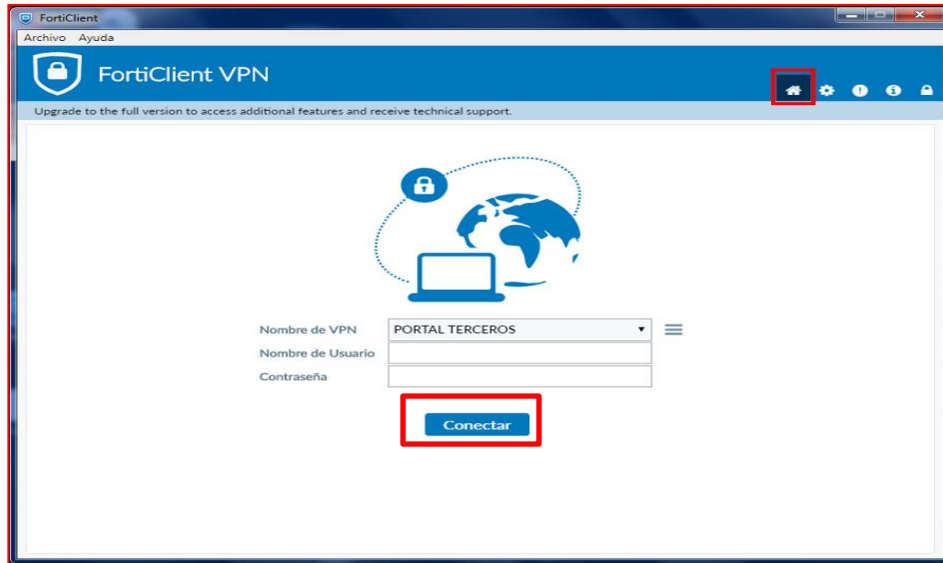 FortiClient
Archivo Ayuda
FortiClient VPN
Upgrade to the full version to access additional features and receive technical support.
Nombre de VPN PORTAL TERCEROS
Nombre de Usuario
Contraseña
Conectar